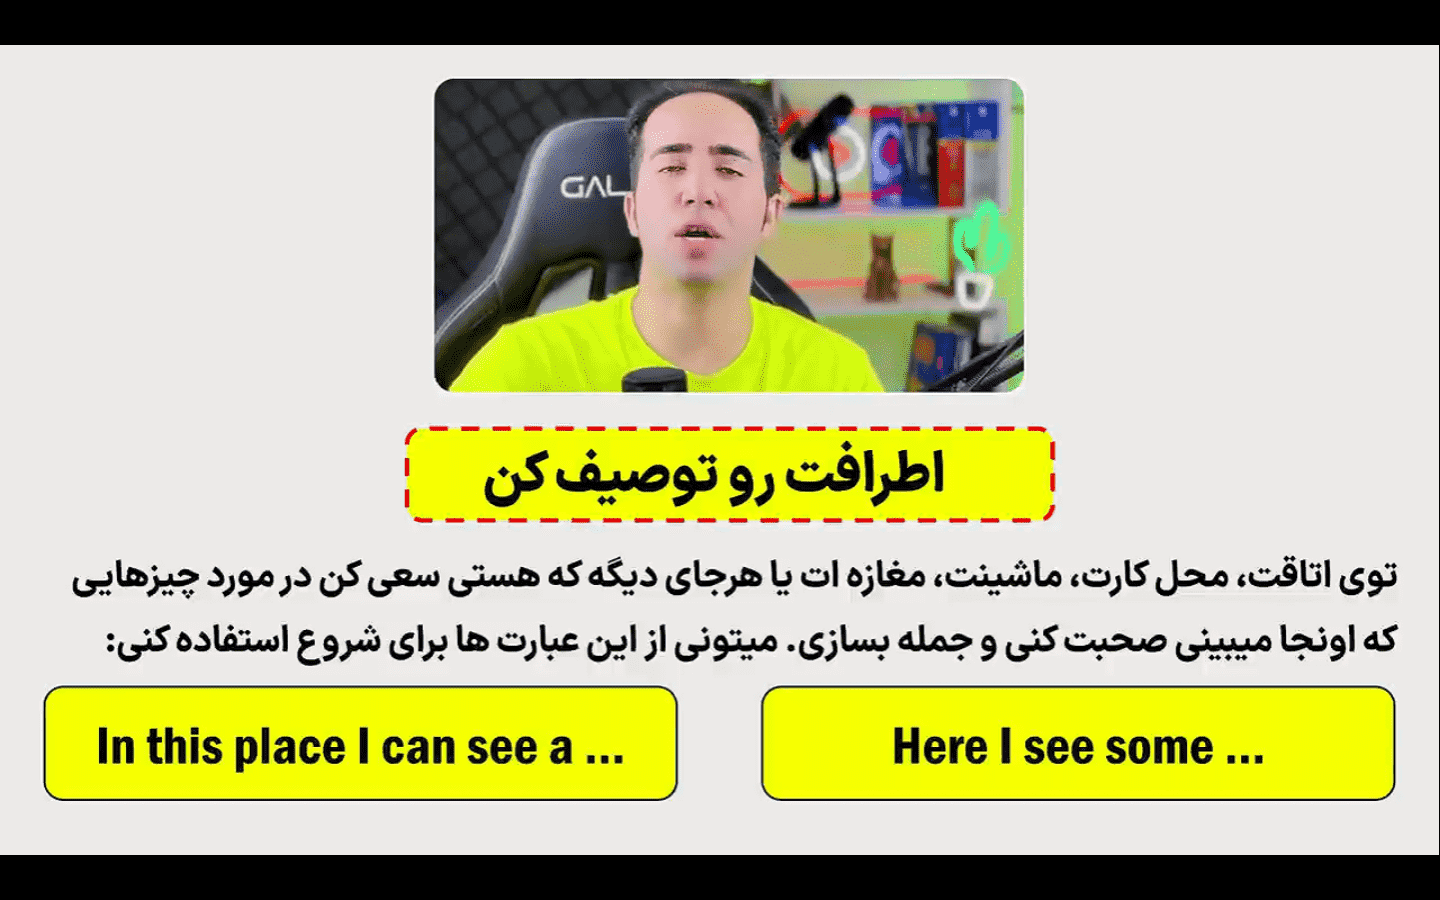 GAL
اطرافت رو توصیف کن
توی اتاقت، محل کارت، ماشینت، مغازه ات یا هرجای دیگه که هستی سعی کن در مورد چیزهایی
که اونجا میبینی صحبت کنی و جمله بسازی. میتونی از این عبارت ها برای شروع استفاده کنی:
In this place I can see a ...
Here I see some ...